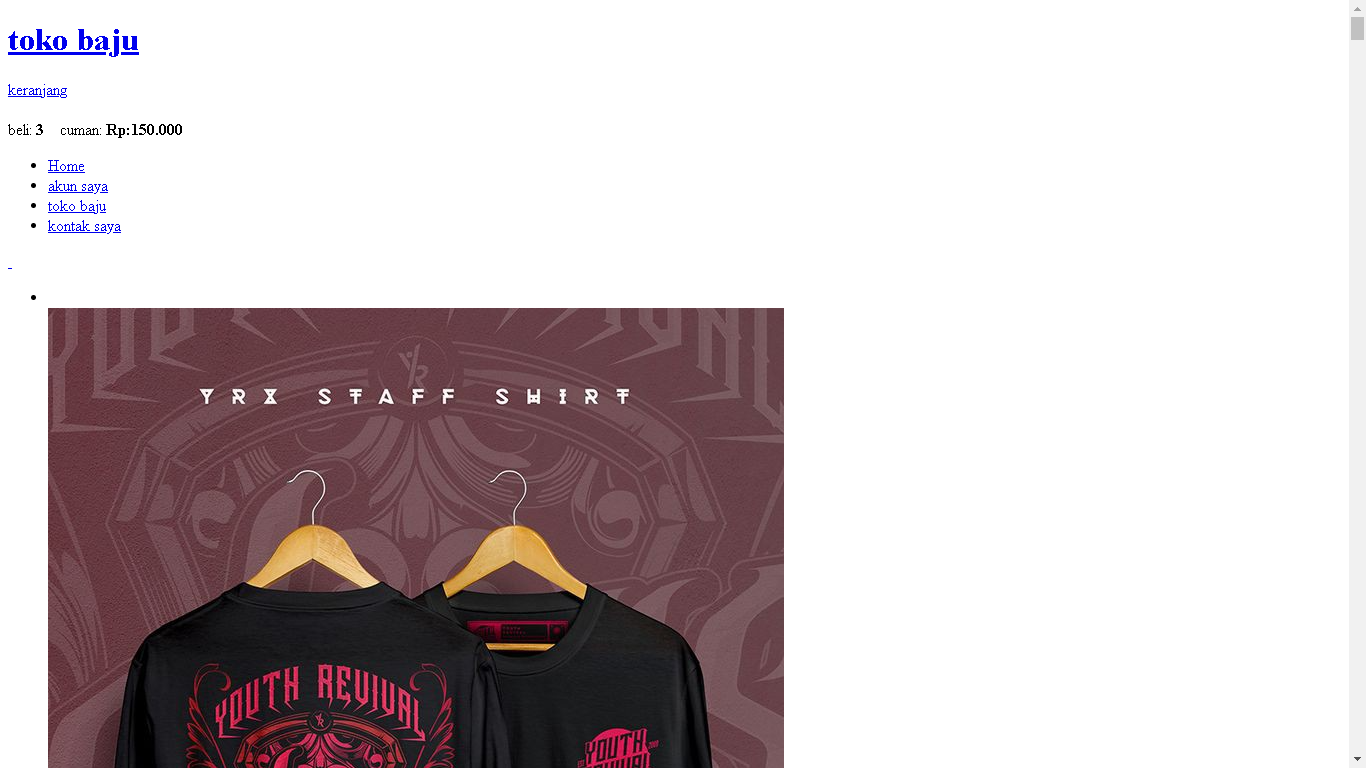 toko baju
keranjang
beli: 3 cuman: Rp:150.000
Home
akun saya
toko baju
kontak saya
YRX STAFF SHIRT
YOUTH REVIVAL
YR
YOUTH